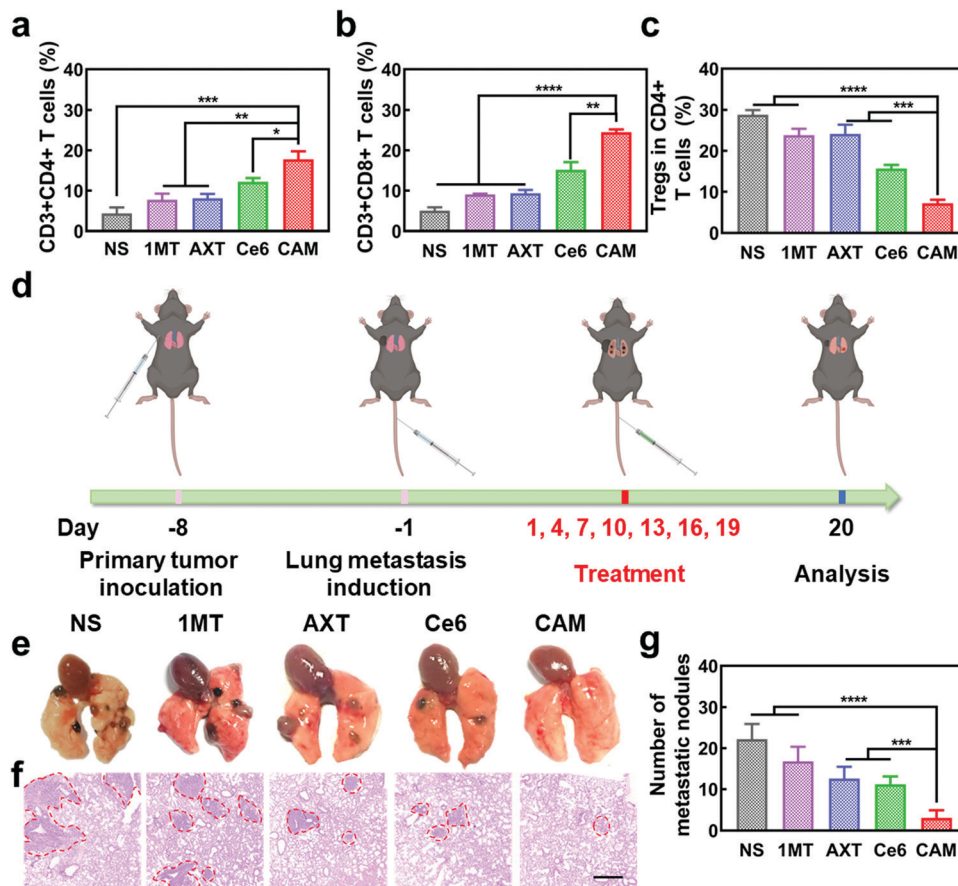 a
CD3+CD4+ T cells (%)
40
30
20
10
0
***
**
*
NS 1MT AXT Ce6 CAM
b
CD3+CD8+ T cells (%)
40
30
20
10
0
****
**
NS 1MT AXT Ce6 CAM
c
Tregs in CD4+
T cells (%)
40
30
20
10
0
****
***
NS 1MT AXT Ce6 CAM
d
Day -8 -1 1, 4, 7, 10, 13, 16, 19 20
Primary tumor
inoculation
Lung metastasis
induction
Treatment
Analysis
NS 1MT AXT Ce6 CAM
e
f
g
Number of
metastatic nodules
40
30
20
10
0
****
***
NS 1MT AXT Ce6 CAM